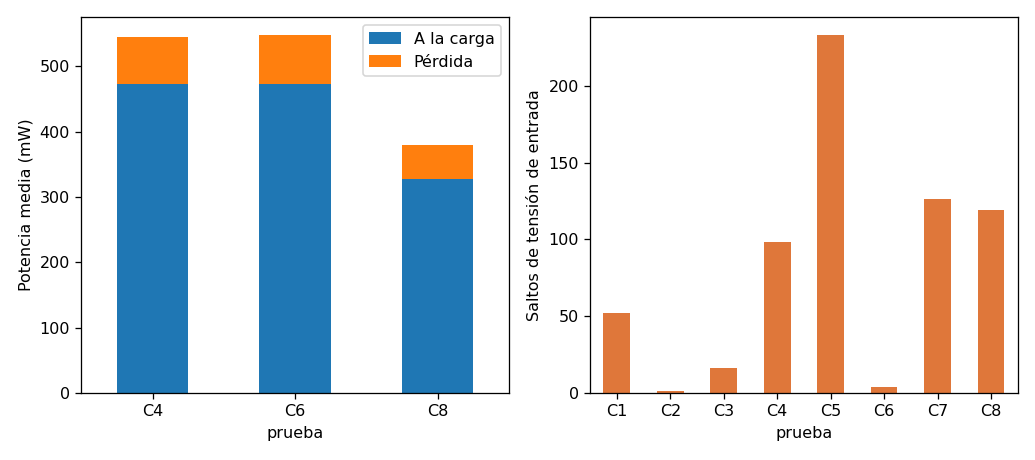 Potencia media (mW)
500
400
300
200
100
0
A la carga
Pérdida
C4 C6 C8
prueba
Saltos de tensión de entrada
200
150
100
50
0
C1 C2 C3 C4 C5 C6 C7 C8
prueba